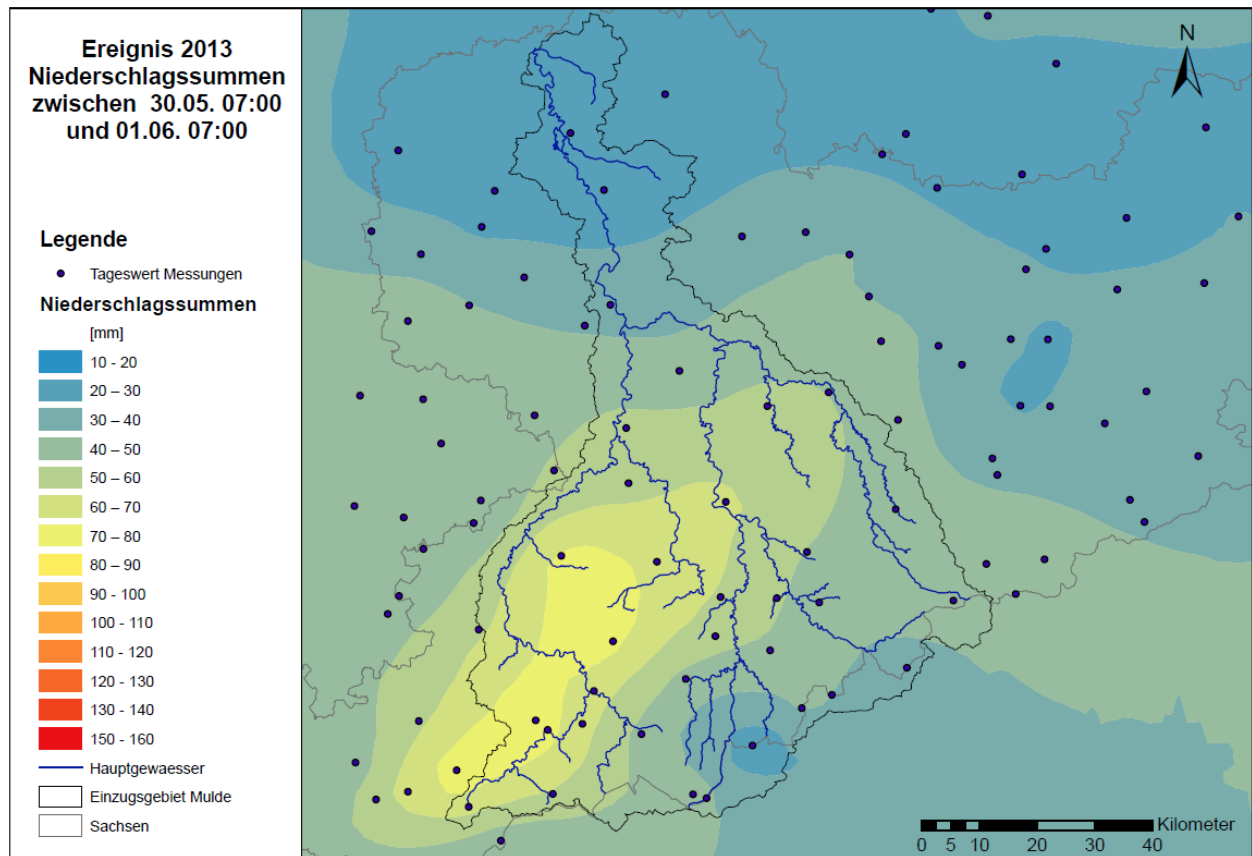 Ereignis 2013
Niederschlagssummen
zwischen 30.05. 07:00
und 01.06. 07:00
Legende
Tageswert Messungen
Niederschlagssummen
[mm]
10 - 20
20 – 30
30 – 40
40 – 50
50 – 60
60 – 70
70 – 80
80 – 90
90 - 100
100 - 110
110 - 120
120 - 130
130 - 140
150 - 160
Hauptgewaesser
Einzugsgebiet Mulde
Sachsen
N
Kilometer
0 5 10 20 30 40